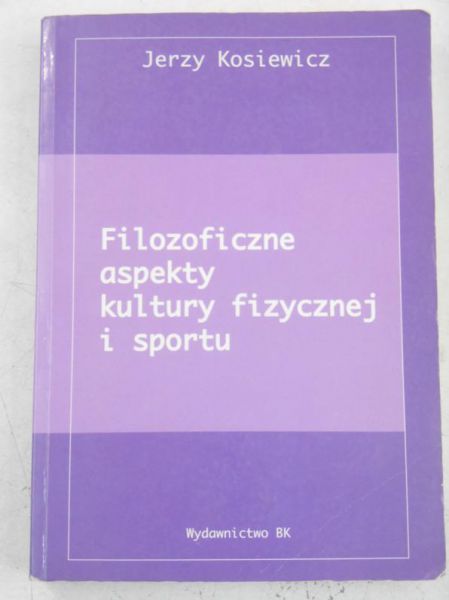 Jerzy Kosiewicz
Filozoficzne
aspekty
kultury fizycznej
i sportu
Wydawnictwo BK